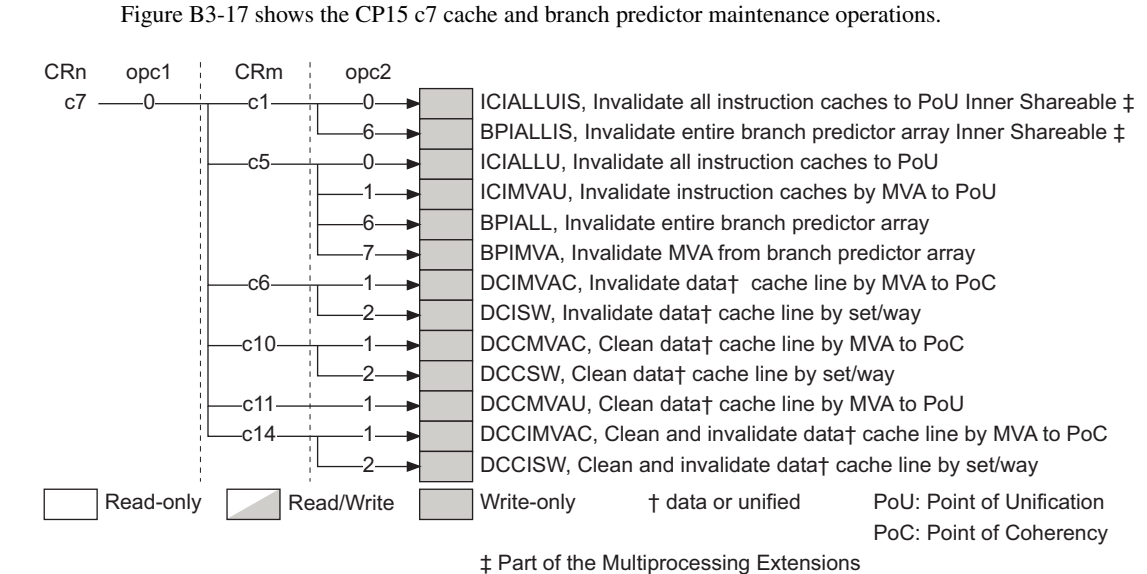 Figure B3-17 shows the CP15 c7 cache and branch predictor maintenance operations.
CRn opc1 CRm opc2
c7 0 c1 0 ICIALLUIS, Invalidate all instruction caches to PoU Inner Shareable ‡
6 BPIALLIS, Invalidate entire branch predictor array Inner Shareable ‡
c5 0 ICIALLU, Invalidate all instruction caches to PoU
1 ICIMVAU, Invalidate instruction caches by MVA to PoU
6 BPIALL, Invalidate entire branch predictor array
7 BPIMVA, Invalidate MVA from branch predictor array
c6 1 DCIMVAC, Invalidate data† cache line by MVA to PoC
2 DCISW, Invalidate data† cache line by set/way
c10 1 DCCMVAC, Clean data† cache line by MVA to PoC
2 DCCSW, Clean data† cache line by set/way
c11 1 DCCMVAU, Clean data† cache line by MVA to PoU
c14 1 DCCIMVAC, Clean and invalidate data† cache line by MVA to PoC
2 DCCISW, Clean and invalidate data† cache line by set/way
Read-only Read/Write Write-only † data or unified PoU: Point of Unification
PoC: Point of Coherency
‡ Part of the Multiprocessing Extensions